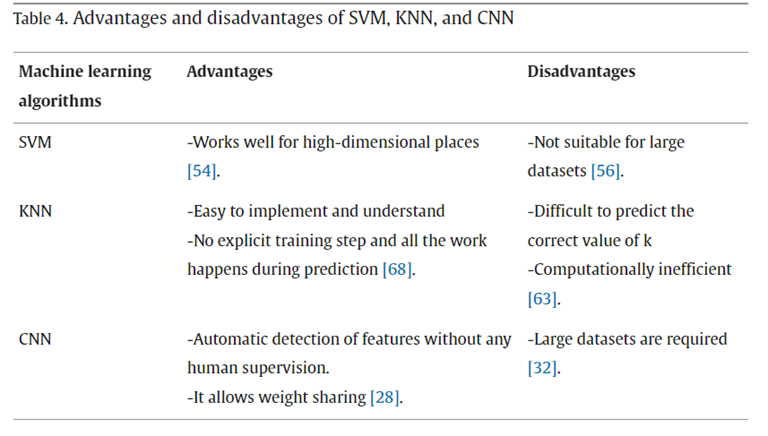 Table 4. Advantages and disadvantages of SVM, KNN, and CNN
Machine learning algorithms Advantages Disadvantages
SVM -Works well for high-dimensional places [54]. -Not suitable for large datasets [56].
KNN -Easy to implement and understand -Difficult to predict the correct value of k
-No explicit training step and all the work happens during prediction [68]. -Computationally inefficient [63].
CNN -Automatic detection of features without any human supervision. -Large datasets are required [32].
-It allows weight sharing [28].